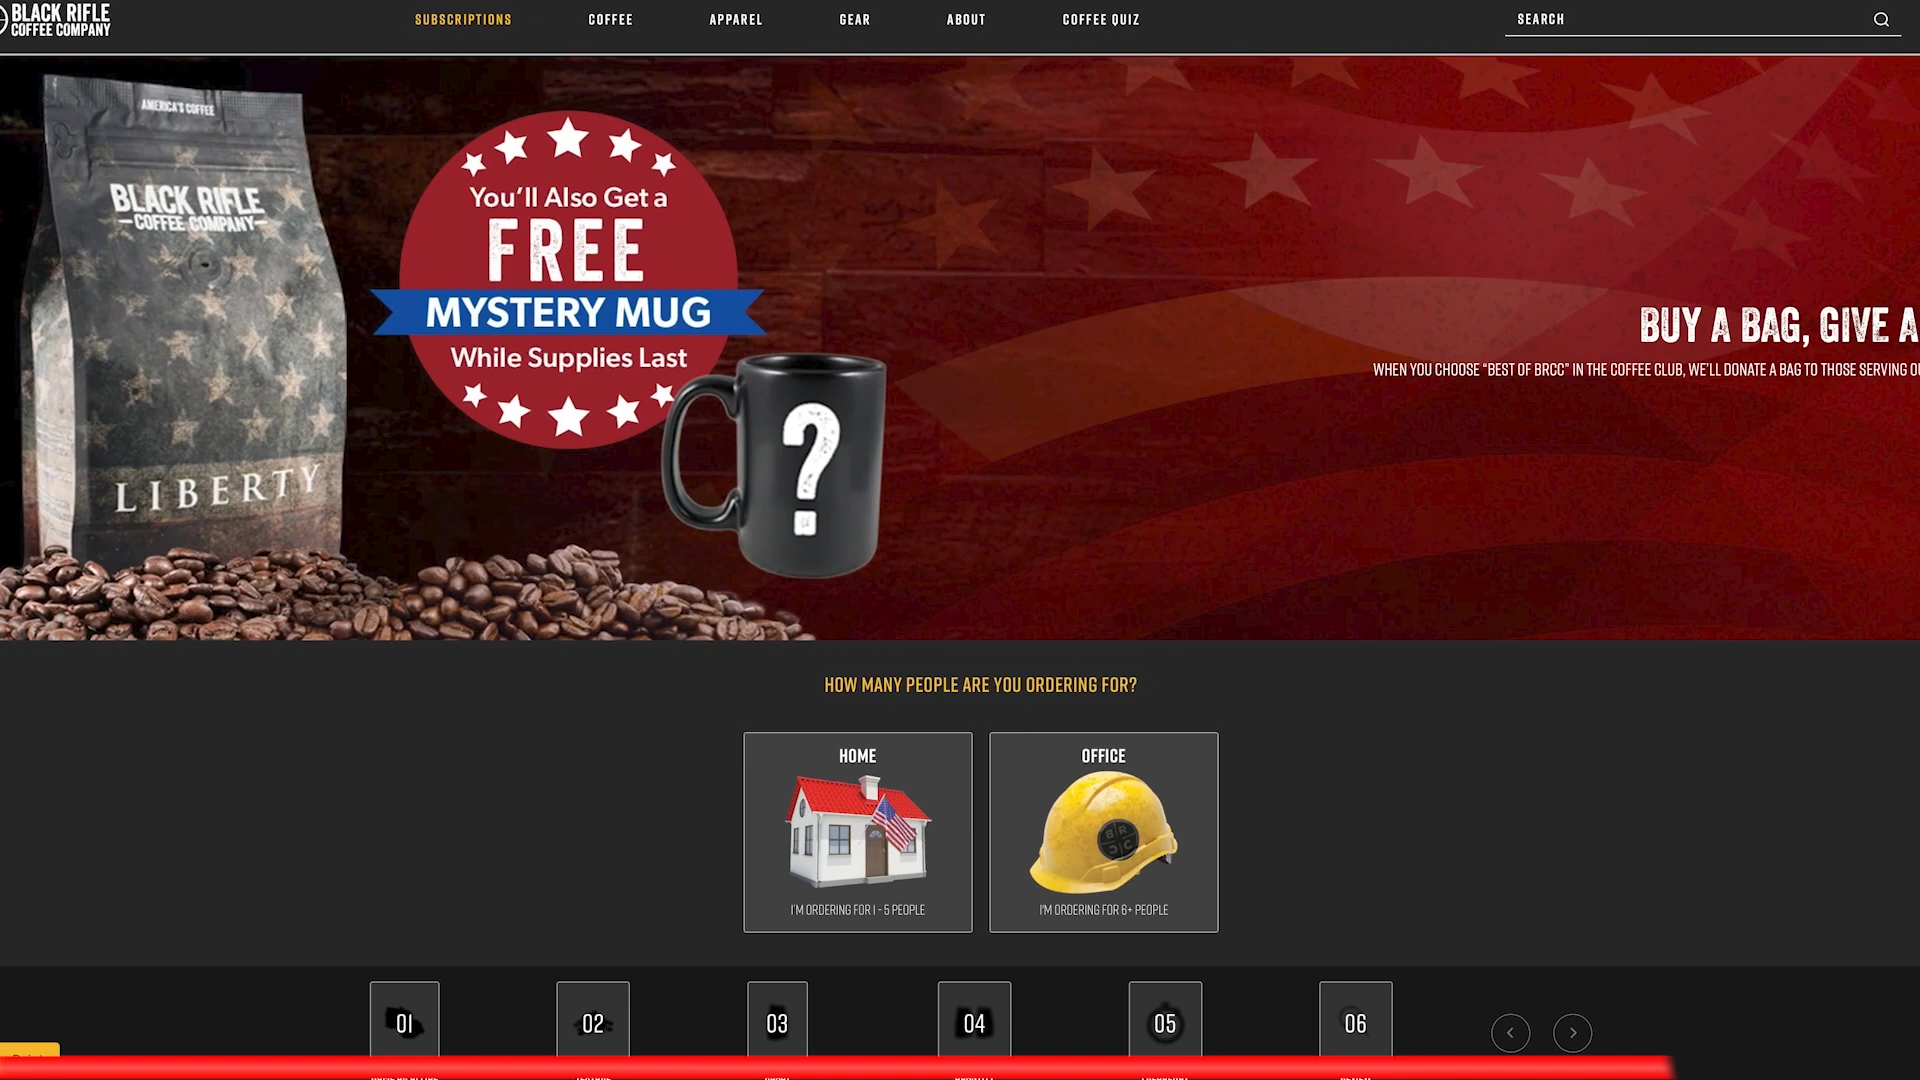 BLACK RIFLE
COFFEE COMPANY
SUBSCRIPTIONS
COFFEE
APPAREL
GEAR
ABOUT
COFFEE QUIZ
SEARCH
AMERICA'S COFFEE
BLACK RIFLE
COFFEE COMPANY
LIBERTY
You'll Also Get a
FREE
MYSTERY MUG
While Supplies Last
?
BUY A BAG, GIVE A
WHEN YOU CHOOSE “BEST OF BRCC” IN THE COFFEE CLUB, WE'LL DONATE A BAG TO THOSE SERVING
HOW MANY PEOPLE ARE YOU ORDERING FOR?
HOME
I'M ORDERING FOR 1 - 5 PEOPLE
OFFICE
B R
C C
I'M ORDERING FOR 6+ PEOPLE
01
02
03
04
05
06